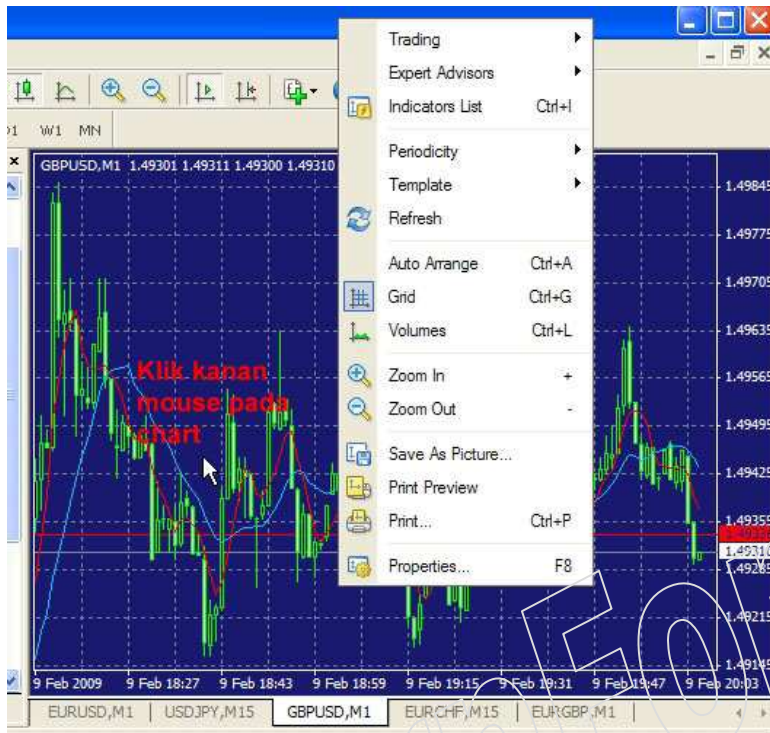 Trading
Expert Advisors
Indicators List Ctrl+I
W1 MN
Periodicity
GBPUSD,M1 1.49301 1.49311 1.49300 1.49310
Template
Refresh
Auto Arrange Ctrl+A
Grid Ctrl+G
Volumes Ctrl+L
Zoom In +
Zoom Out -
Save As Picture...
Print Preview
Print... Ctrl+P
Properties... F8
Klik kanan
mouse pada
chart
1.49845
1.49775
1.49705
1.49635
1.49565
1.49495
1.49425
1.49355
1.49310
1.49285
1.49215
1.49145
9 Feb 2009 9 Feb 18:27 9 Feb 18:43 9 Feb 18:59 9 Feb 19:15 9 Feb 19:31 9 Feb 19:47 9 Feb 20:03
EURUSD,M1 USDJPY,M15 GBPUSD,M1 EURCHF,M15 EURGBP,M1